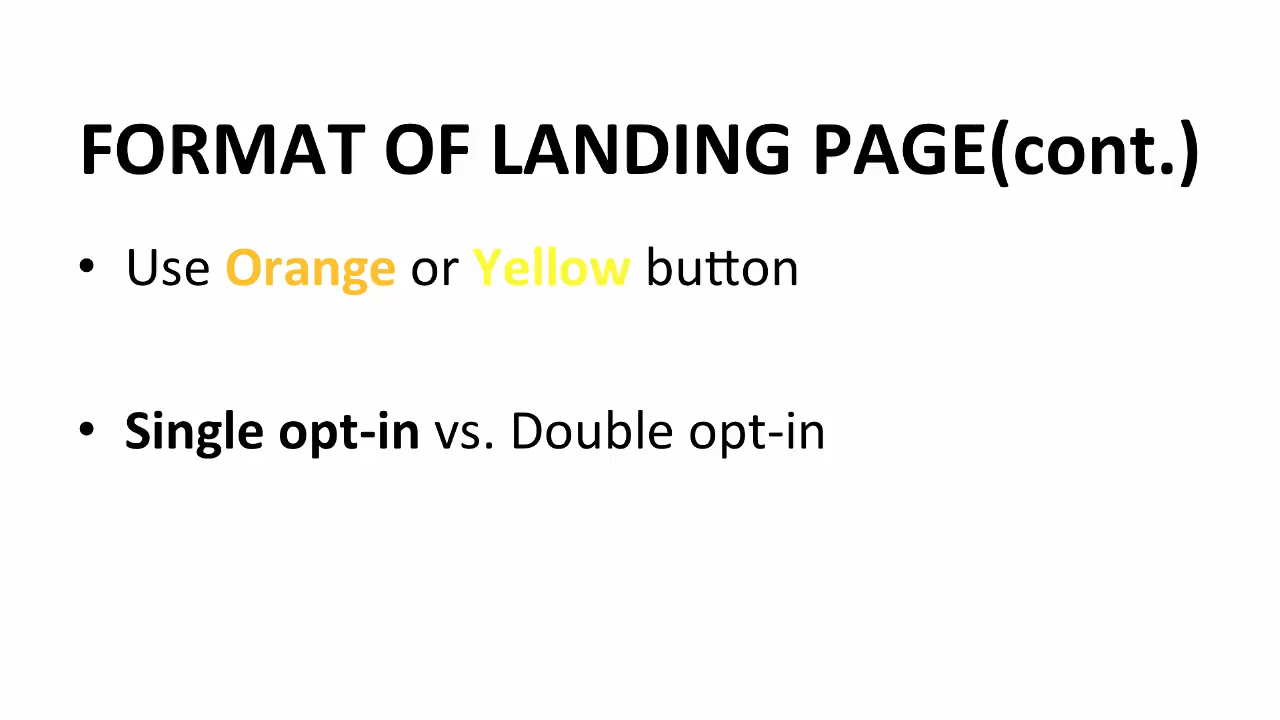 FORMAT OF LANDING PAGE(cont.)
• Use Orange or Yellow button
• Single opt-in vs. Double opt-in